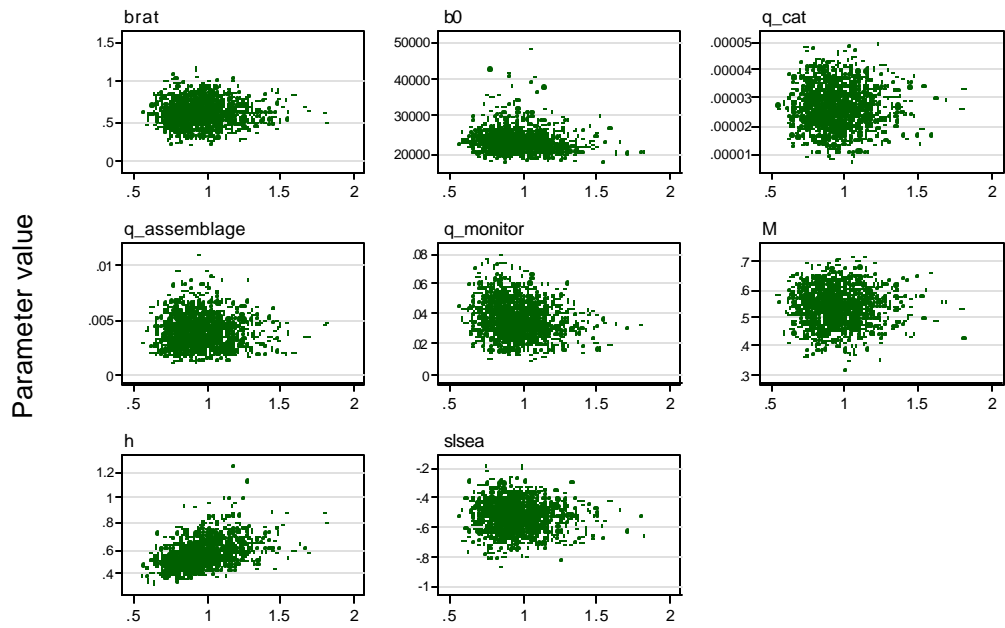 brat
b0
q_cat
1.5
1
.5
0
50000
40000
30000
20000
.00005
.00004
.00003
.00002
.00001
.5 1 1.5 2
.5 1 1.5 2
.5 1 1.5 2
Parameter value
q_assemblage
q_monitor
M
.01
.005
0
.08
.06
.04
.02
0
.7
.6
.5
.4
.3
.5 1 1.5 2
.5 1 1.5 2
.5 1 1.5 2
h
slsea
1.2
1
.8
.6
.4
-.2
-.4
-.6
-.8
-1
.5 1 1.5 2
.5 1 1.5 2